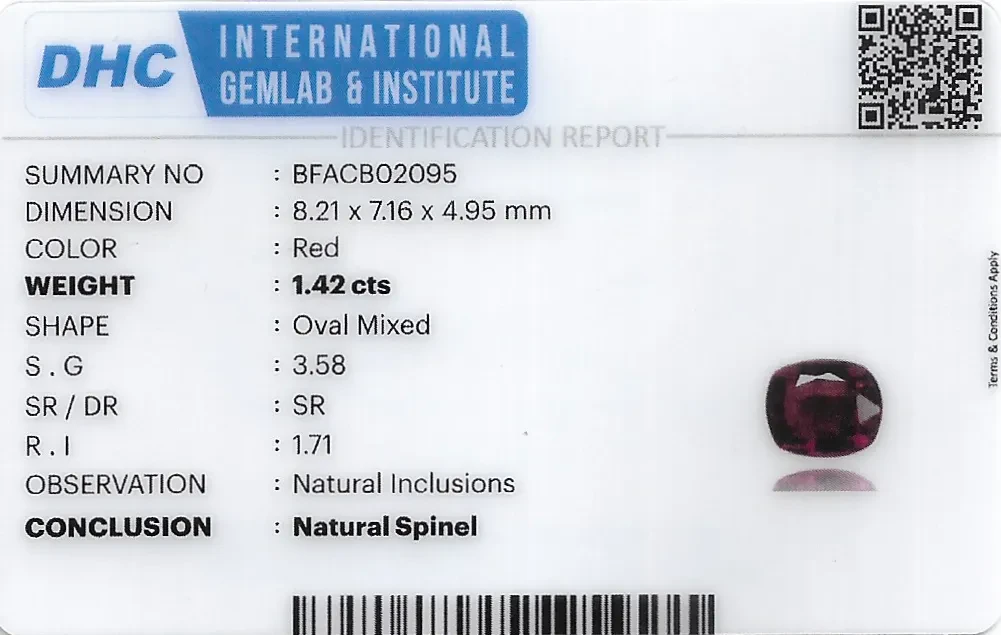 DHC
INTERNATIONAL
GEMLAB & INSTITUTE
IDENTIFICATION REPORT
SUMMARY NO : BFACB02095
DIMENSION : 8.21 x 7.16 x 4.95 mm
COLOR : Red
WEIGHT : 1.42 cts
SHAPE : Oval Mixed
S . G : 3.58
SR / DR : SR
R . I : 1.71
OBSERVATION : Natural Inclusions
CONCLUSION : Natural Spinel
Terms & Conditions Apply